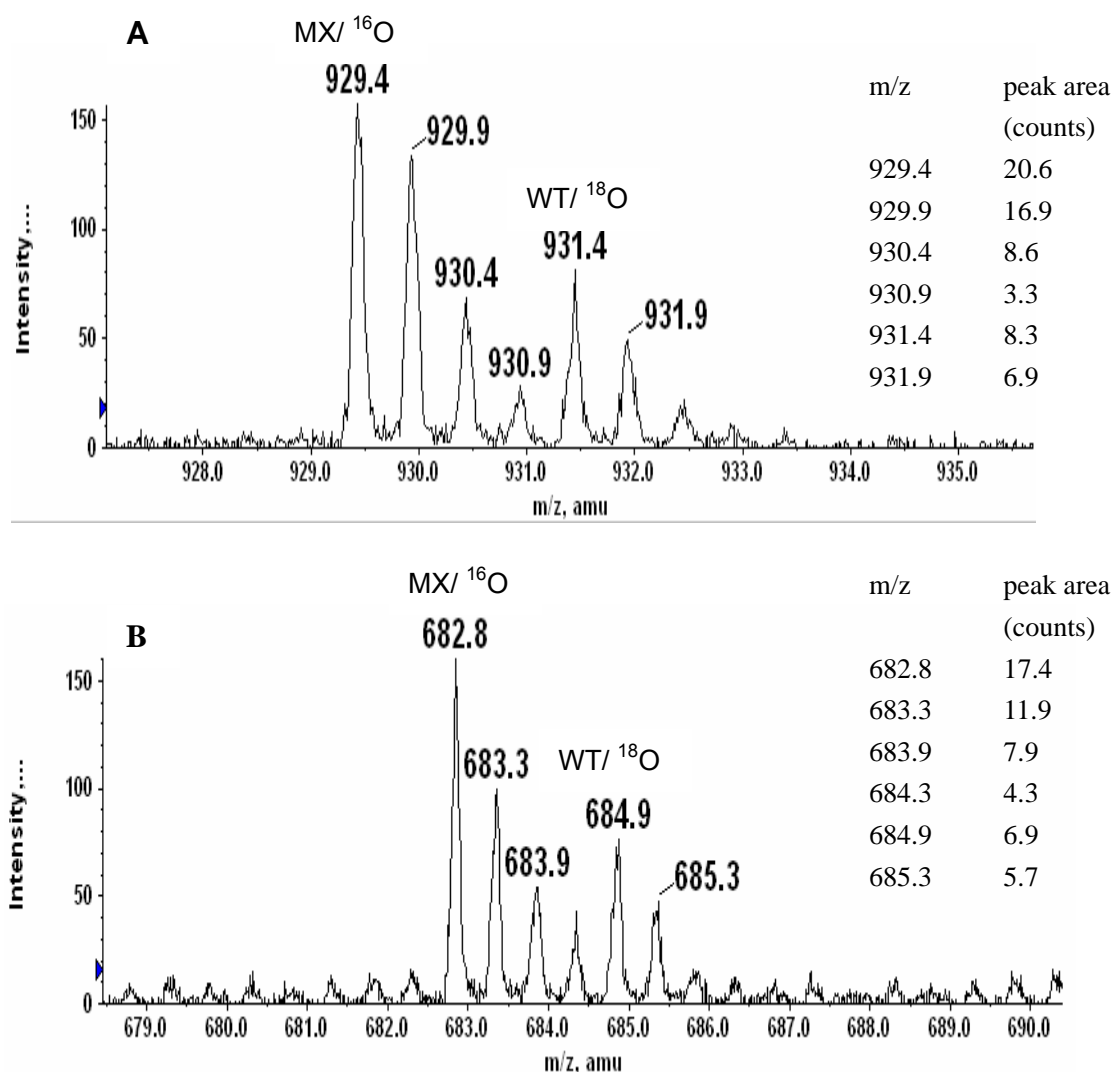 A
MX/ ¹⁶O
929.4
929.9
930.4
930.9
WT/ ¹⁸O
931.4
931.9
Intensity,...
150
100
50
0
928.0 929.0 930.0 931.0 932.0 933.0 934.0 935.0
m/z, amu
m/z peak area
(counts)
929.4 20.6
929.9 16.9
930.4 8.6
930.9 3.3
931.4 8.3
931.9 6.9
B
MX/ ¹⁶O
682.8
683.3
683.9
WT/ ¹⁸O
684.9
685.3
Intensity,...
150
100
50
0
679.0 680.0 681.0 682.0 683.0 684.0 685.0 686.0 687.0 688.0 689.0 690.0
m/z, amu
m/z peak area
(counts)
682.8 17.4
683.3 11.9
683.9 7.9
684.3 4.3
684.9 6.9
685.3 5.7